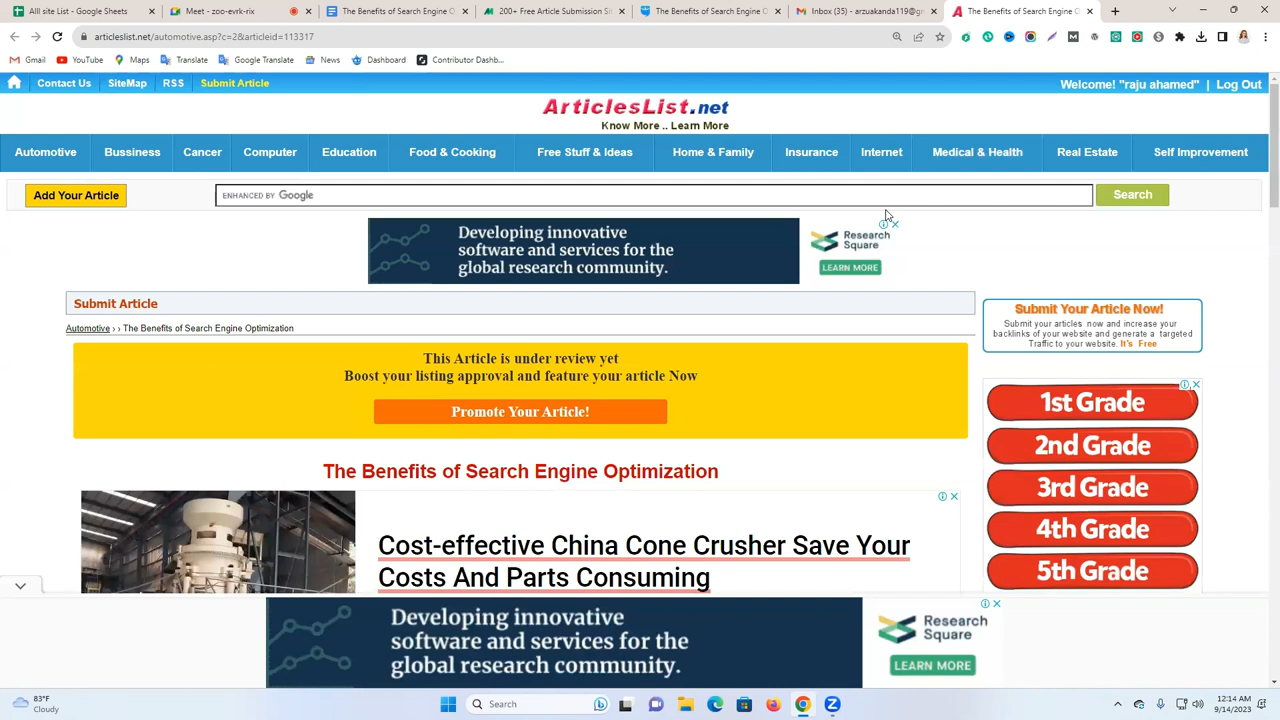 All site list - Google Sheets
Meet - zoo-evrk-rix
The Benefits of Search Engine O
200+ Free Article Submission Sit
The Benefits of Search Engine O
Inbox (35) - arzuakanda119@gm
The Benefits of Search Engine O
articleslist.net/automotive.asp?c=2&articleid=113317
Gmail
YouTube
Maps
Translate
Google Translate
News
Dashboard
Contributor Dashb...
Contact Us
SiteMap
RSS
Submit Article
Welcome! "raju ahamed" | Log Out
ArticlesList.net
Know More .. Learn More
Automotive
Bussiness
Cancer
Computer
Education
Food & Cooking
Free Stuff & Ideas
Home & Family
Insurance
Internet
Medical & Health
Real Estate
Self Improvement
Add Your Article
ENHANCED BY Google
Search
Developing innovative
software and services for the
global research community.
Research
Square
LEARN MORE
Submit Article
Automotive › › The Benefits of Search Engine Optimization
This Article is under review yet
Boost your listing approval and feature your article Now
Promote Your Article!
Submit Your Article Now!
Submit your articles now and increase your
backlinks of your website and generate a targeted
Traffic to your website. It's Free
The Benefits of Search Engine Optimization
Cost-effective China Cone Crusher Save Your
Costs And Parts Consuming
1st Grade
2nd Grade
3rd Grade
4th Grade
5th Grade
Developing innovative
software and services for the
global research community.
Research
Square
LEARN MORE
83°F
Cloudy
Search
12:14 AM
9/14/2023